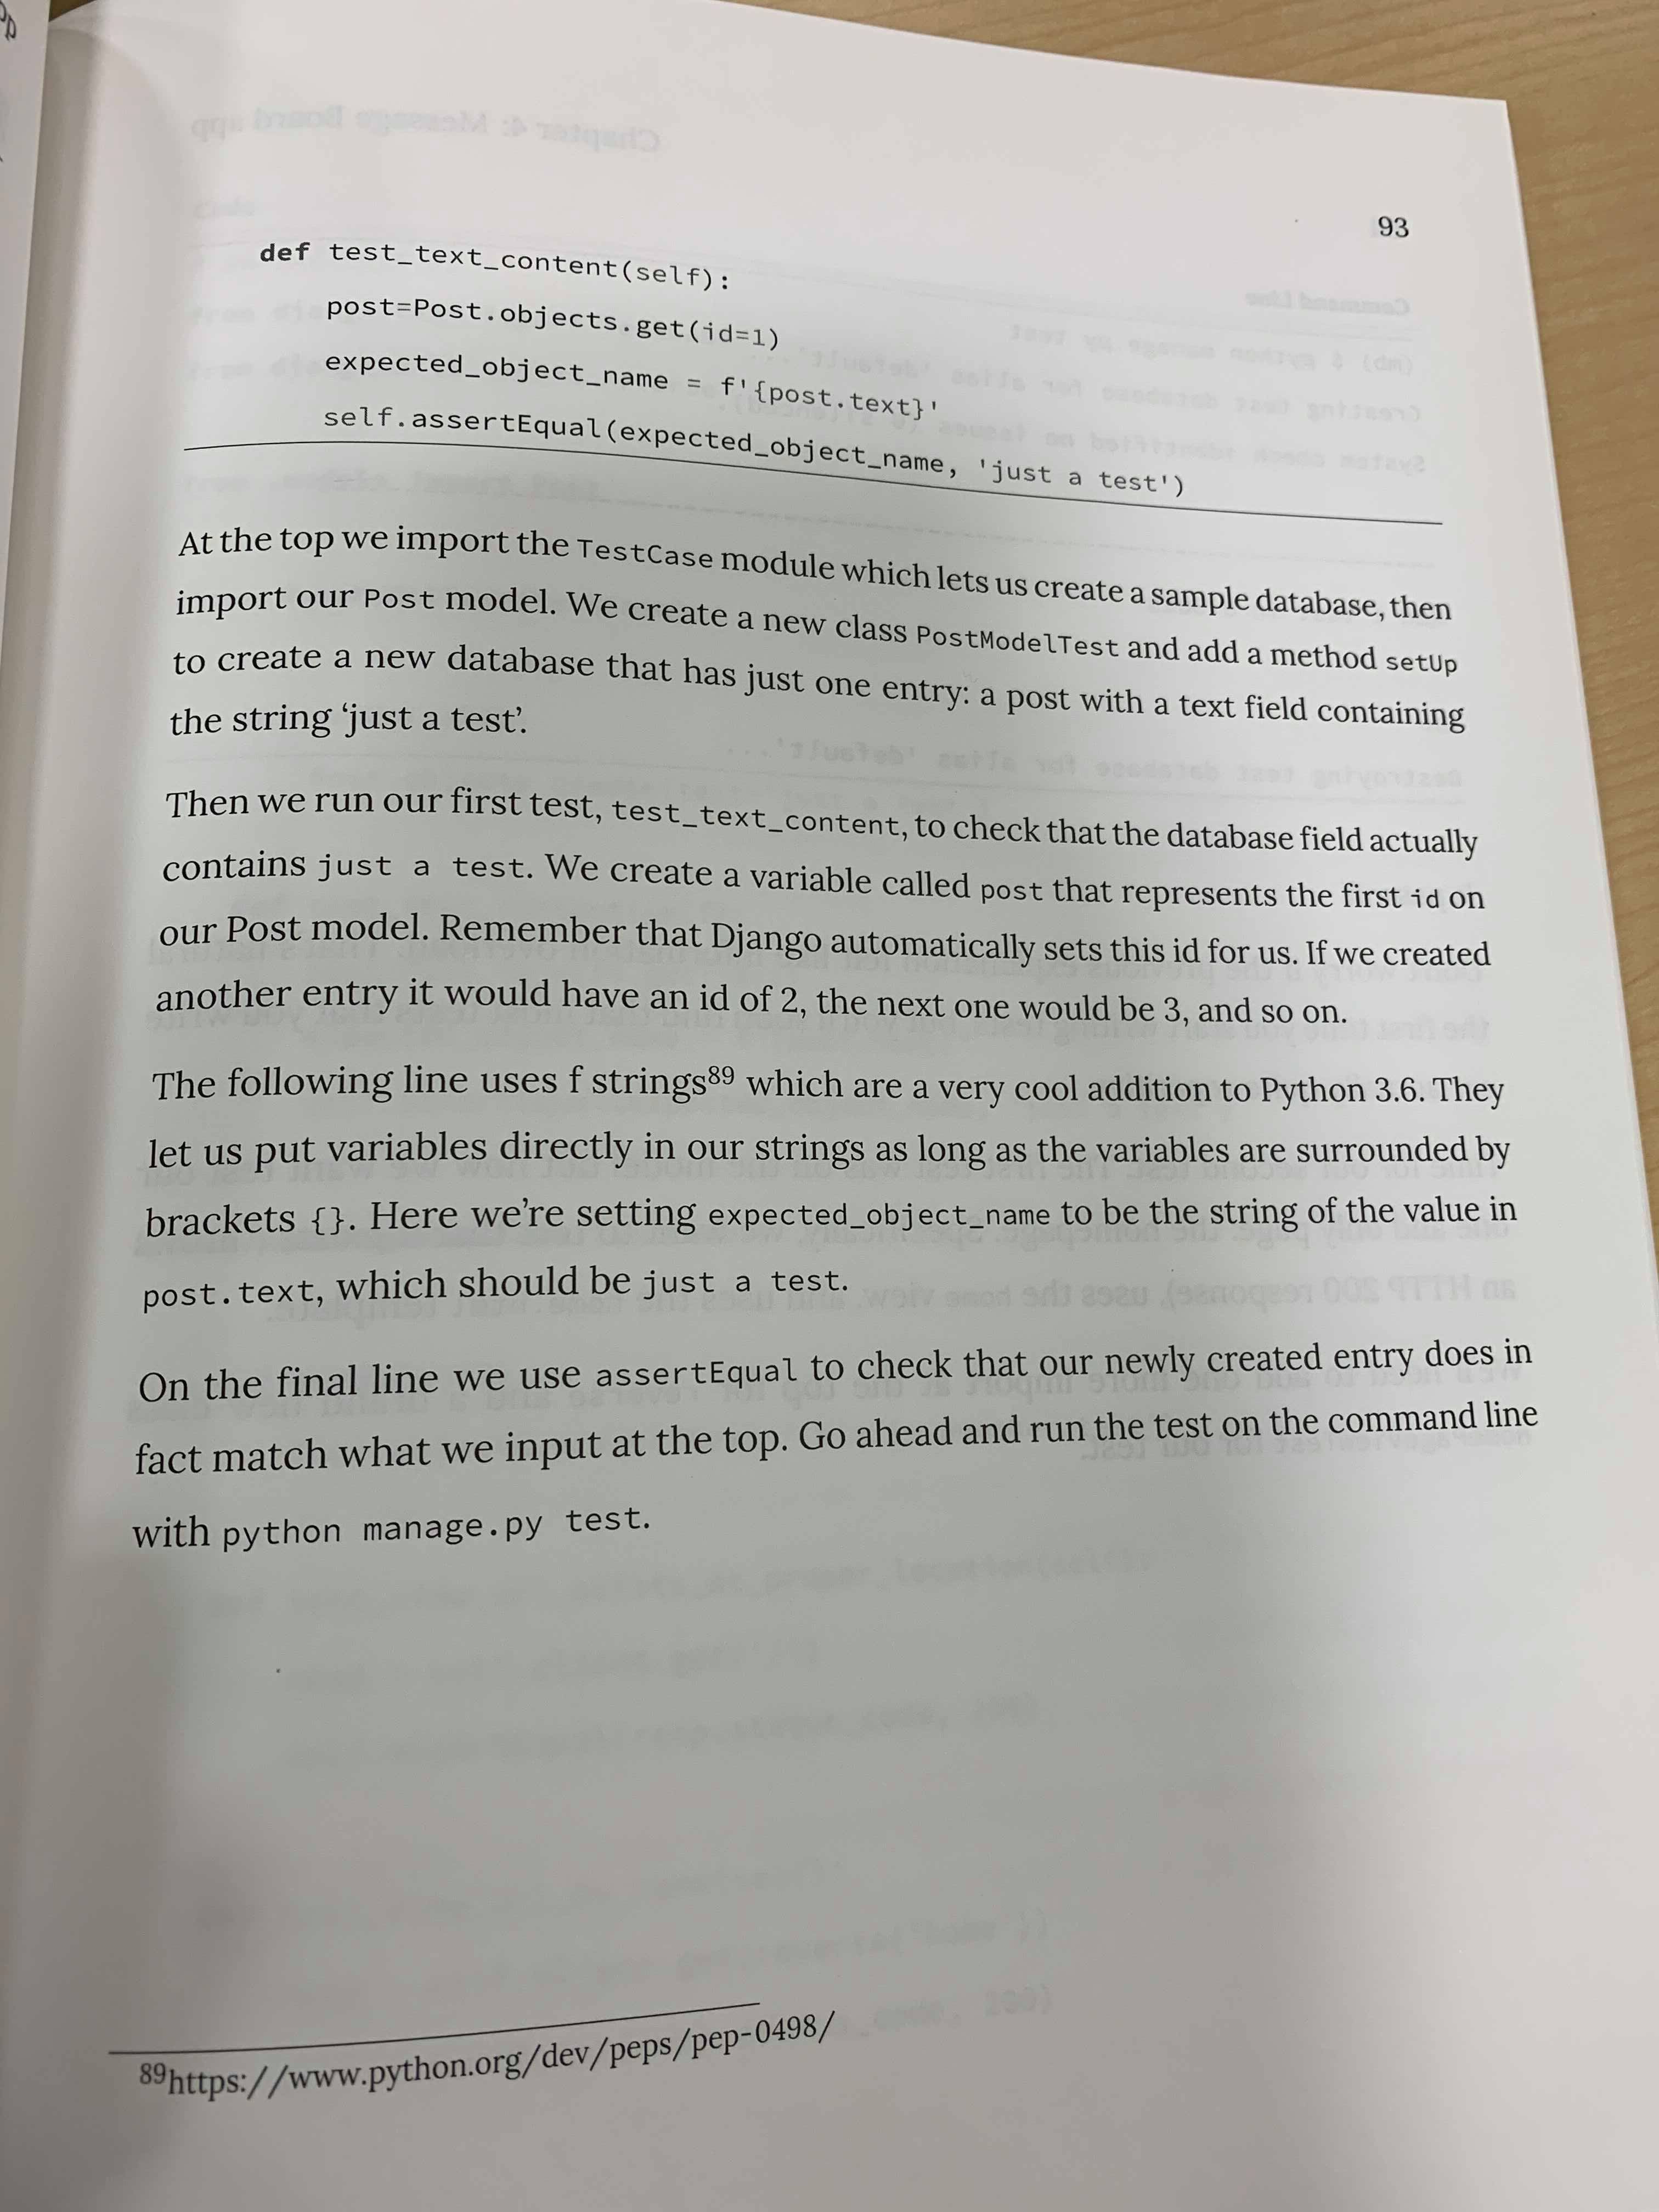 93
def test_text_content(self):
post=Post.objects.get(id=1)
expected_object_name = f'{post.text}'
self.assertEqual(expected_object_name, 'just a test')
At the top we import the TestCase module which lets us create a sample database, then
import our Post model. We create a new class PostModelTest and add a method setUp
to create a new database that has just one entry: a post with a text field containing
the string ‘just a test’.
Then we run our first test, test_text_content, to check that the database field actually
contains just a test. We create a variable called post that represents the first id on
our Post model. Remember that Django automatically sets this id for us. If we created
another entry it would have an id of 2, the next one would be 3, and so on.
The following line uses f strings⁸⁹ which are a very cool addition to Python 3.6. They
let us put variables directly in our strings as long as the variables are surrounded by
brackets {}. Here we’re setting expected_object_name to be the string of the value in
post.text, which should be just a test.
On the final line we use assertEqual to check that our newly created entry does in
fact match what we input at the top. Go ahead and run the test on the command line
with python manage.py test.
⁸⁹https://www.python.org/dev/peps/pep-0498/